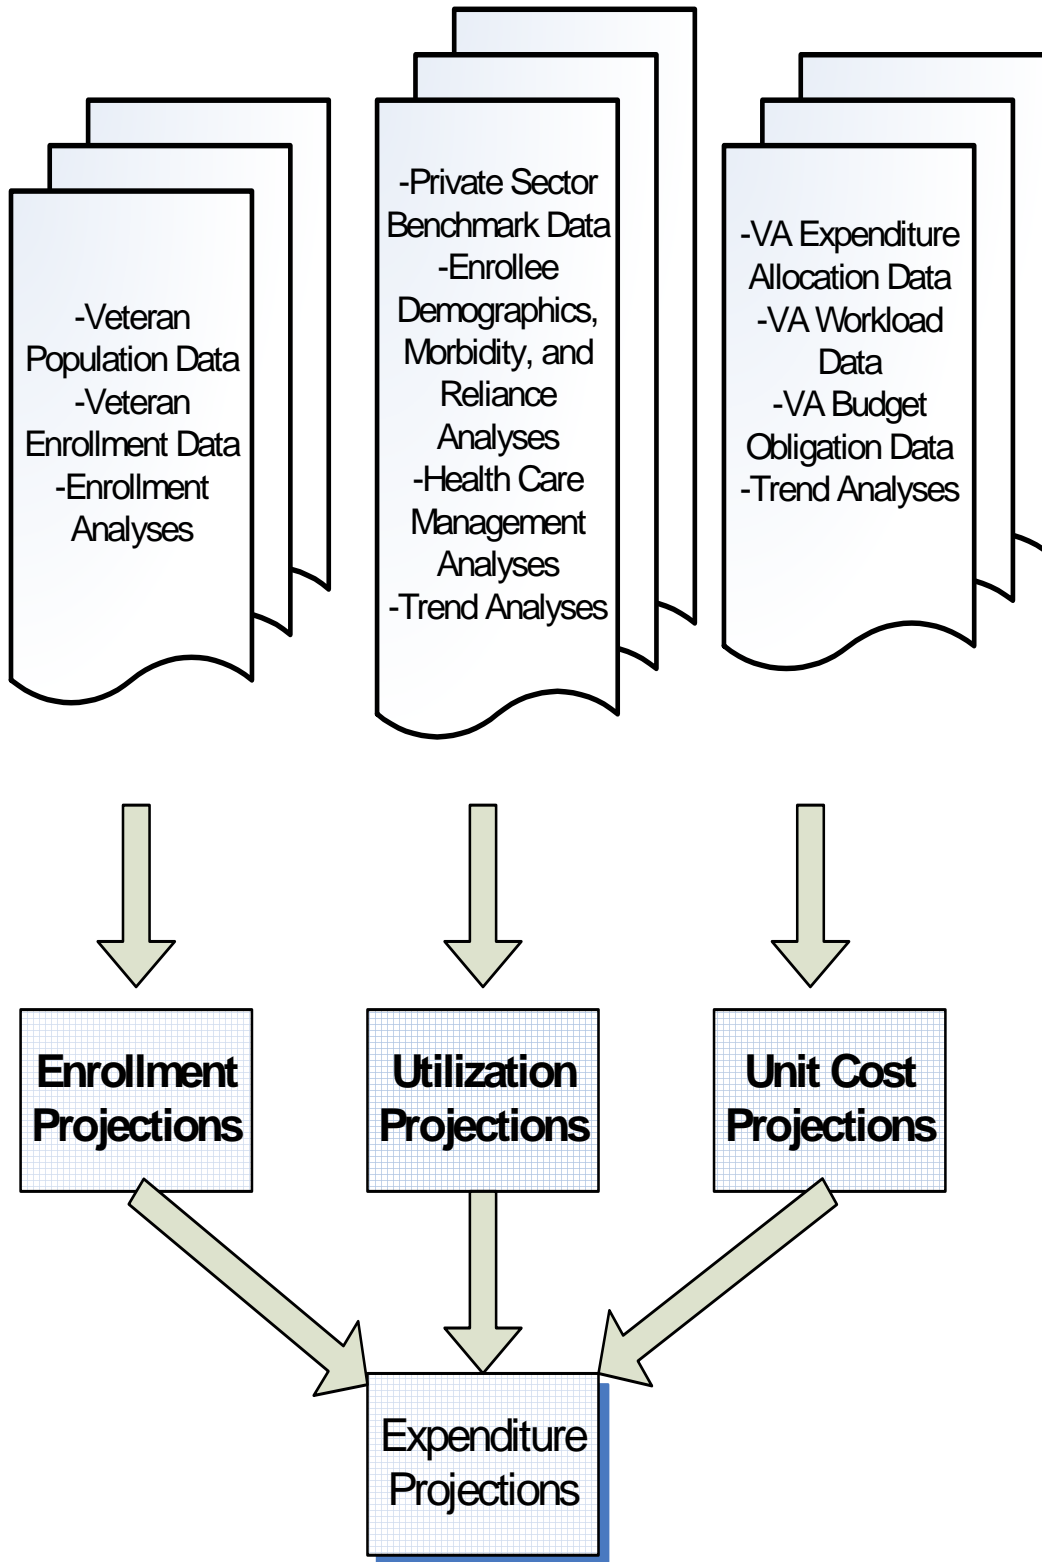 -Veteran
Population Data
-Veteran
Enrollment Data
-Enrollment
Analyses
-Private Sector
Benchmark Data
-Enrollee
Demographics,
Morbidity, and
Reliance
Analyses
-Health Care
Management
Analyses
-Trend Analyses
-VA Expenditure
Allocation Data
-VA Workload
Data
-VA Budget
Obligation Data
-Trend Analyses
Enrollment
Projections
Utilization
Projections
Unit Cost
Projections
Expenditure
Projections